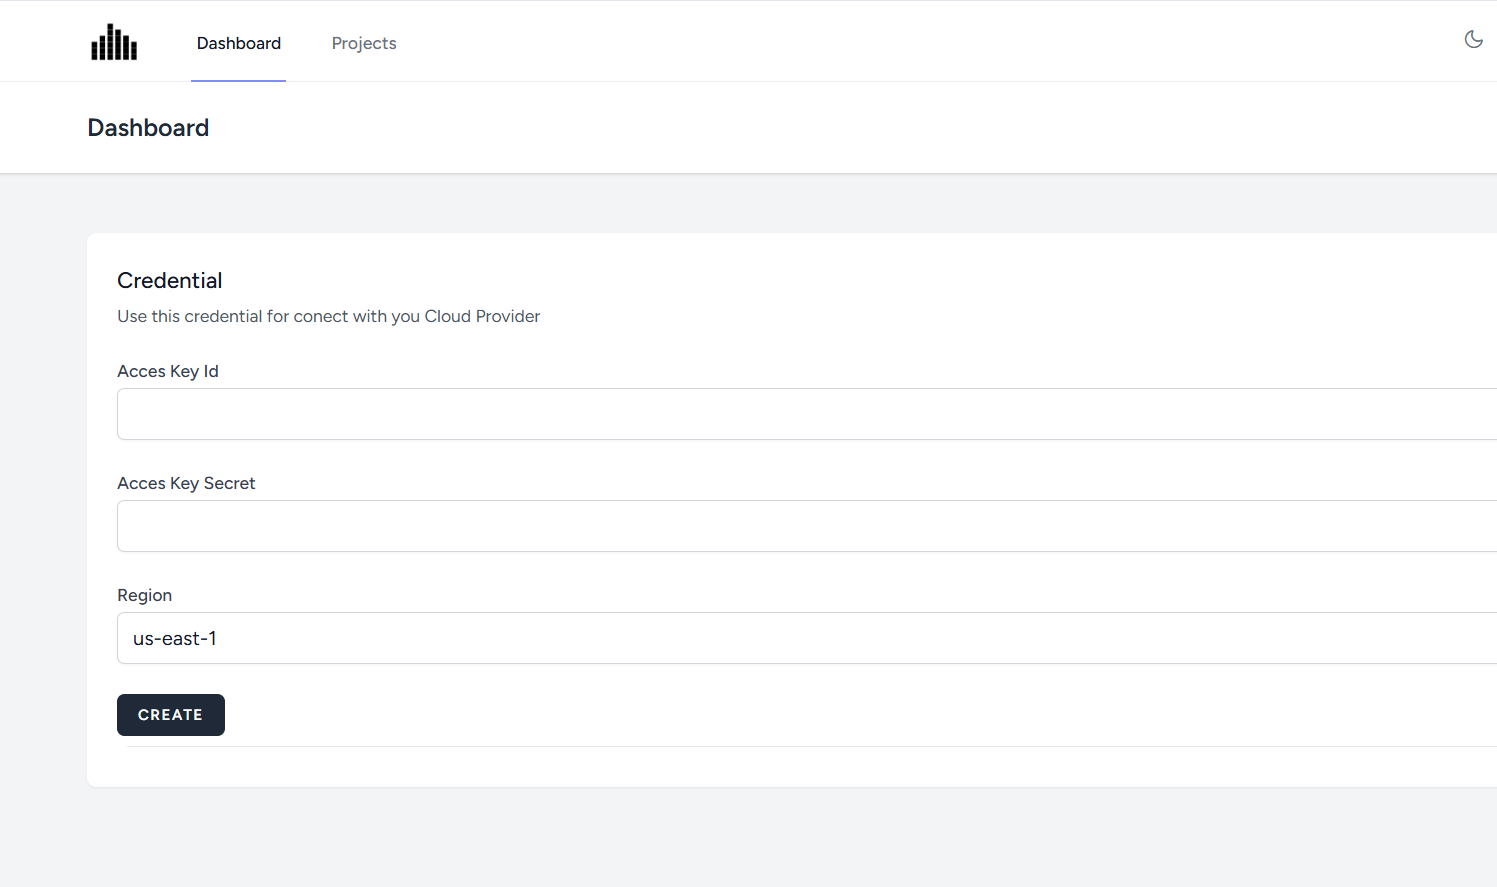 Dashboard
Projects
Dashboard
Credential
Use this credential for conect with you Cloud Provider
Acces Key Id
Acces Key Secret
Region
us-east-1
CREATE